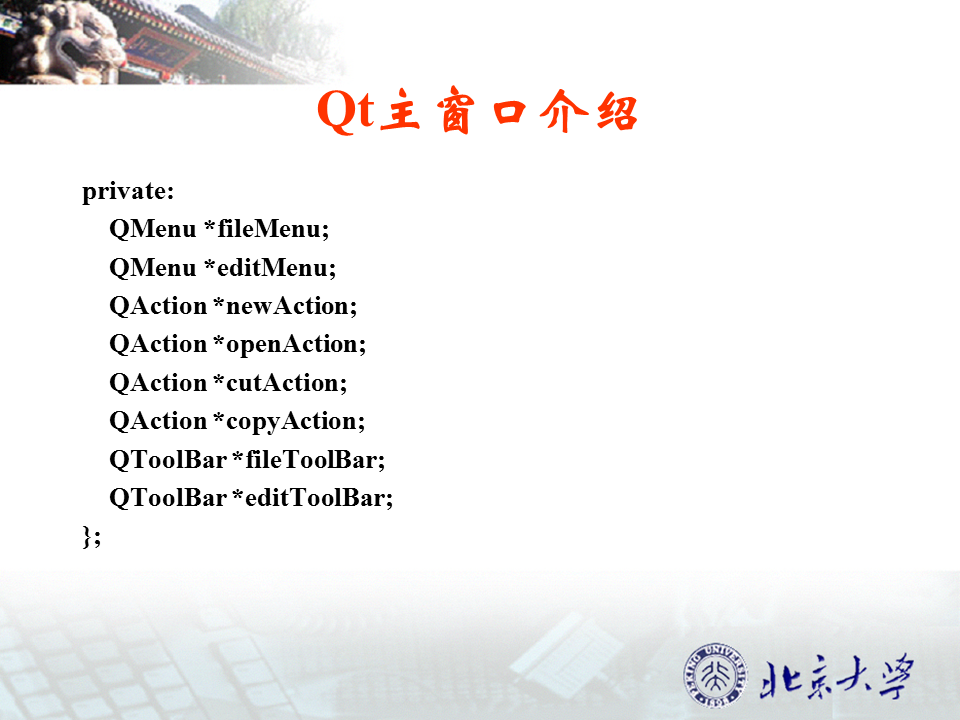 Qt主窗口介绍
private:
QMenu *fileMenu;
QMenu *editMenu;
QAction *newAction;
QAction *openAction;
QAction *cutAction;
QAction *copyAction;
QToolBar *fileToolBar;
QToolBar *editToolBar;
};
PEKING UNIVERSITY
1898
北京大学